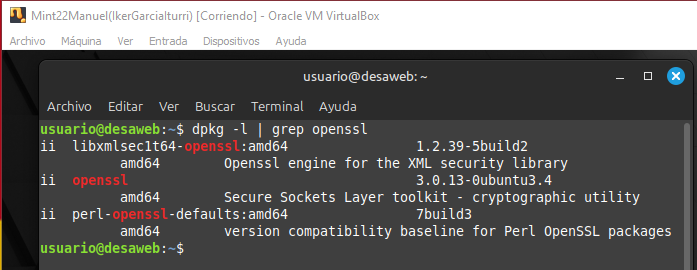 Mint22Manuel(IkerGarciaIturri) [Corriendo] - Oracle VM VirtualBox
Archivo Máquina Ver Entrada Dispositivos Ayuda
usuario@desaweb: ~
Archivo Editar Ver Buscar Terminal Ayuda
usuario@desaweb:~$ dpkg -l | grep openssl
ii libxmlsec1t64-openssl:amd64 1.2.39-5build2
amd64 Openssl engine for the XML security library
ii openssl 3.0.13-0ubuntu3.4
amd64 Secure Sockets Layer toolkit - cryptographic utility
ii perl-openssl-defaults:amd64 7build3
amd64 version compatibility baseline for Perl OpenSSL packages
usuario@desaweb:~$